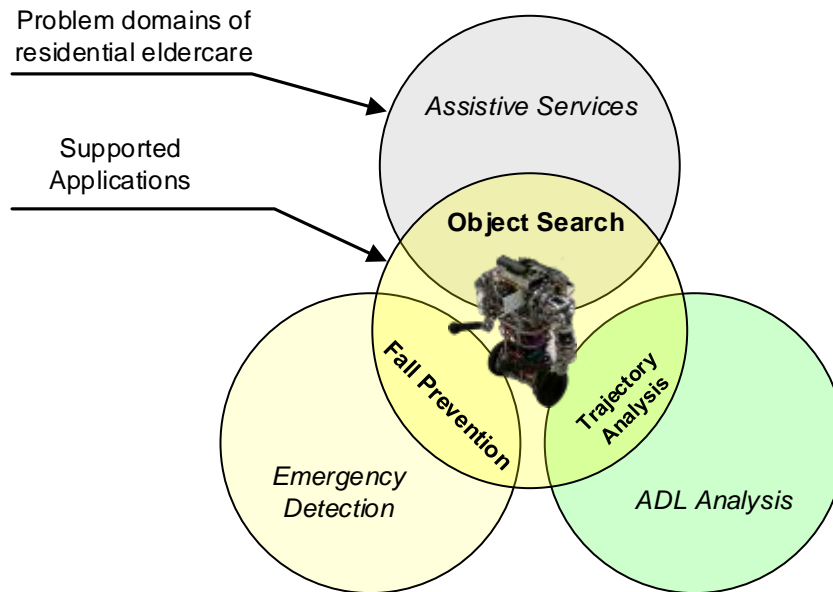 Problem domains of
residential eldercare
Assistive Services
Supported
Applications
Object Search
Fall Prevention
Trajectory
Analysis
Emergency
Detection
ADL Analysis